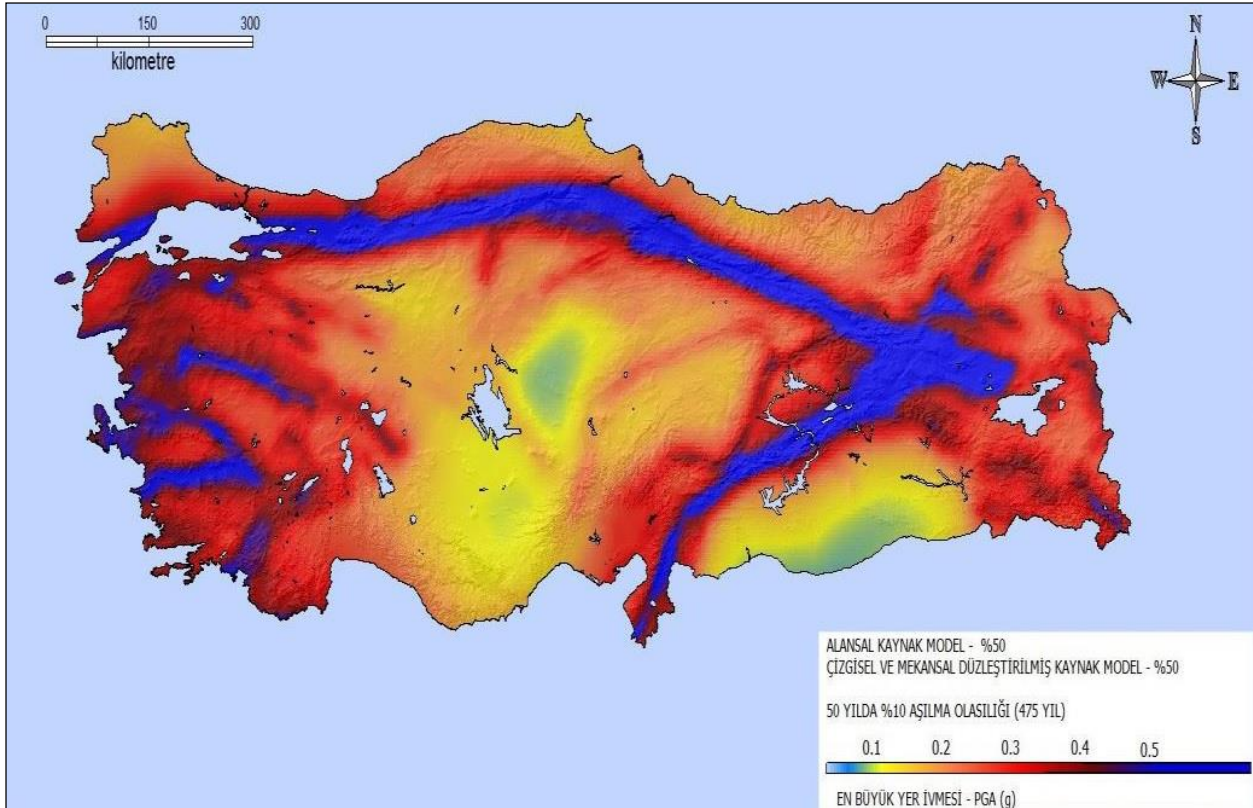 0 150 300
kilometre
N
W E
S
ALANSAL KAYNAK MODEL - %50
ÇİZGİSEL VE MEKANSAL DÜZLEŞTİRİLMİŞ KAYNAK MODEL - %50
50 YILDA %10 AŞILMA OLASILIĞI (475 YIL)
0.1 0.2 0.3 0.4 0.5
EN BÜYÜK YER İVMESİ - PGA (g)